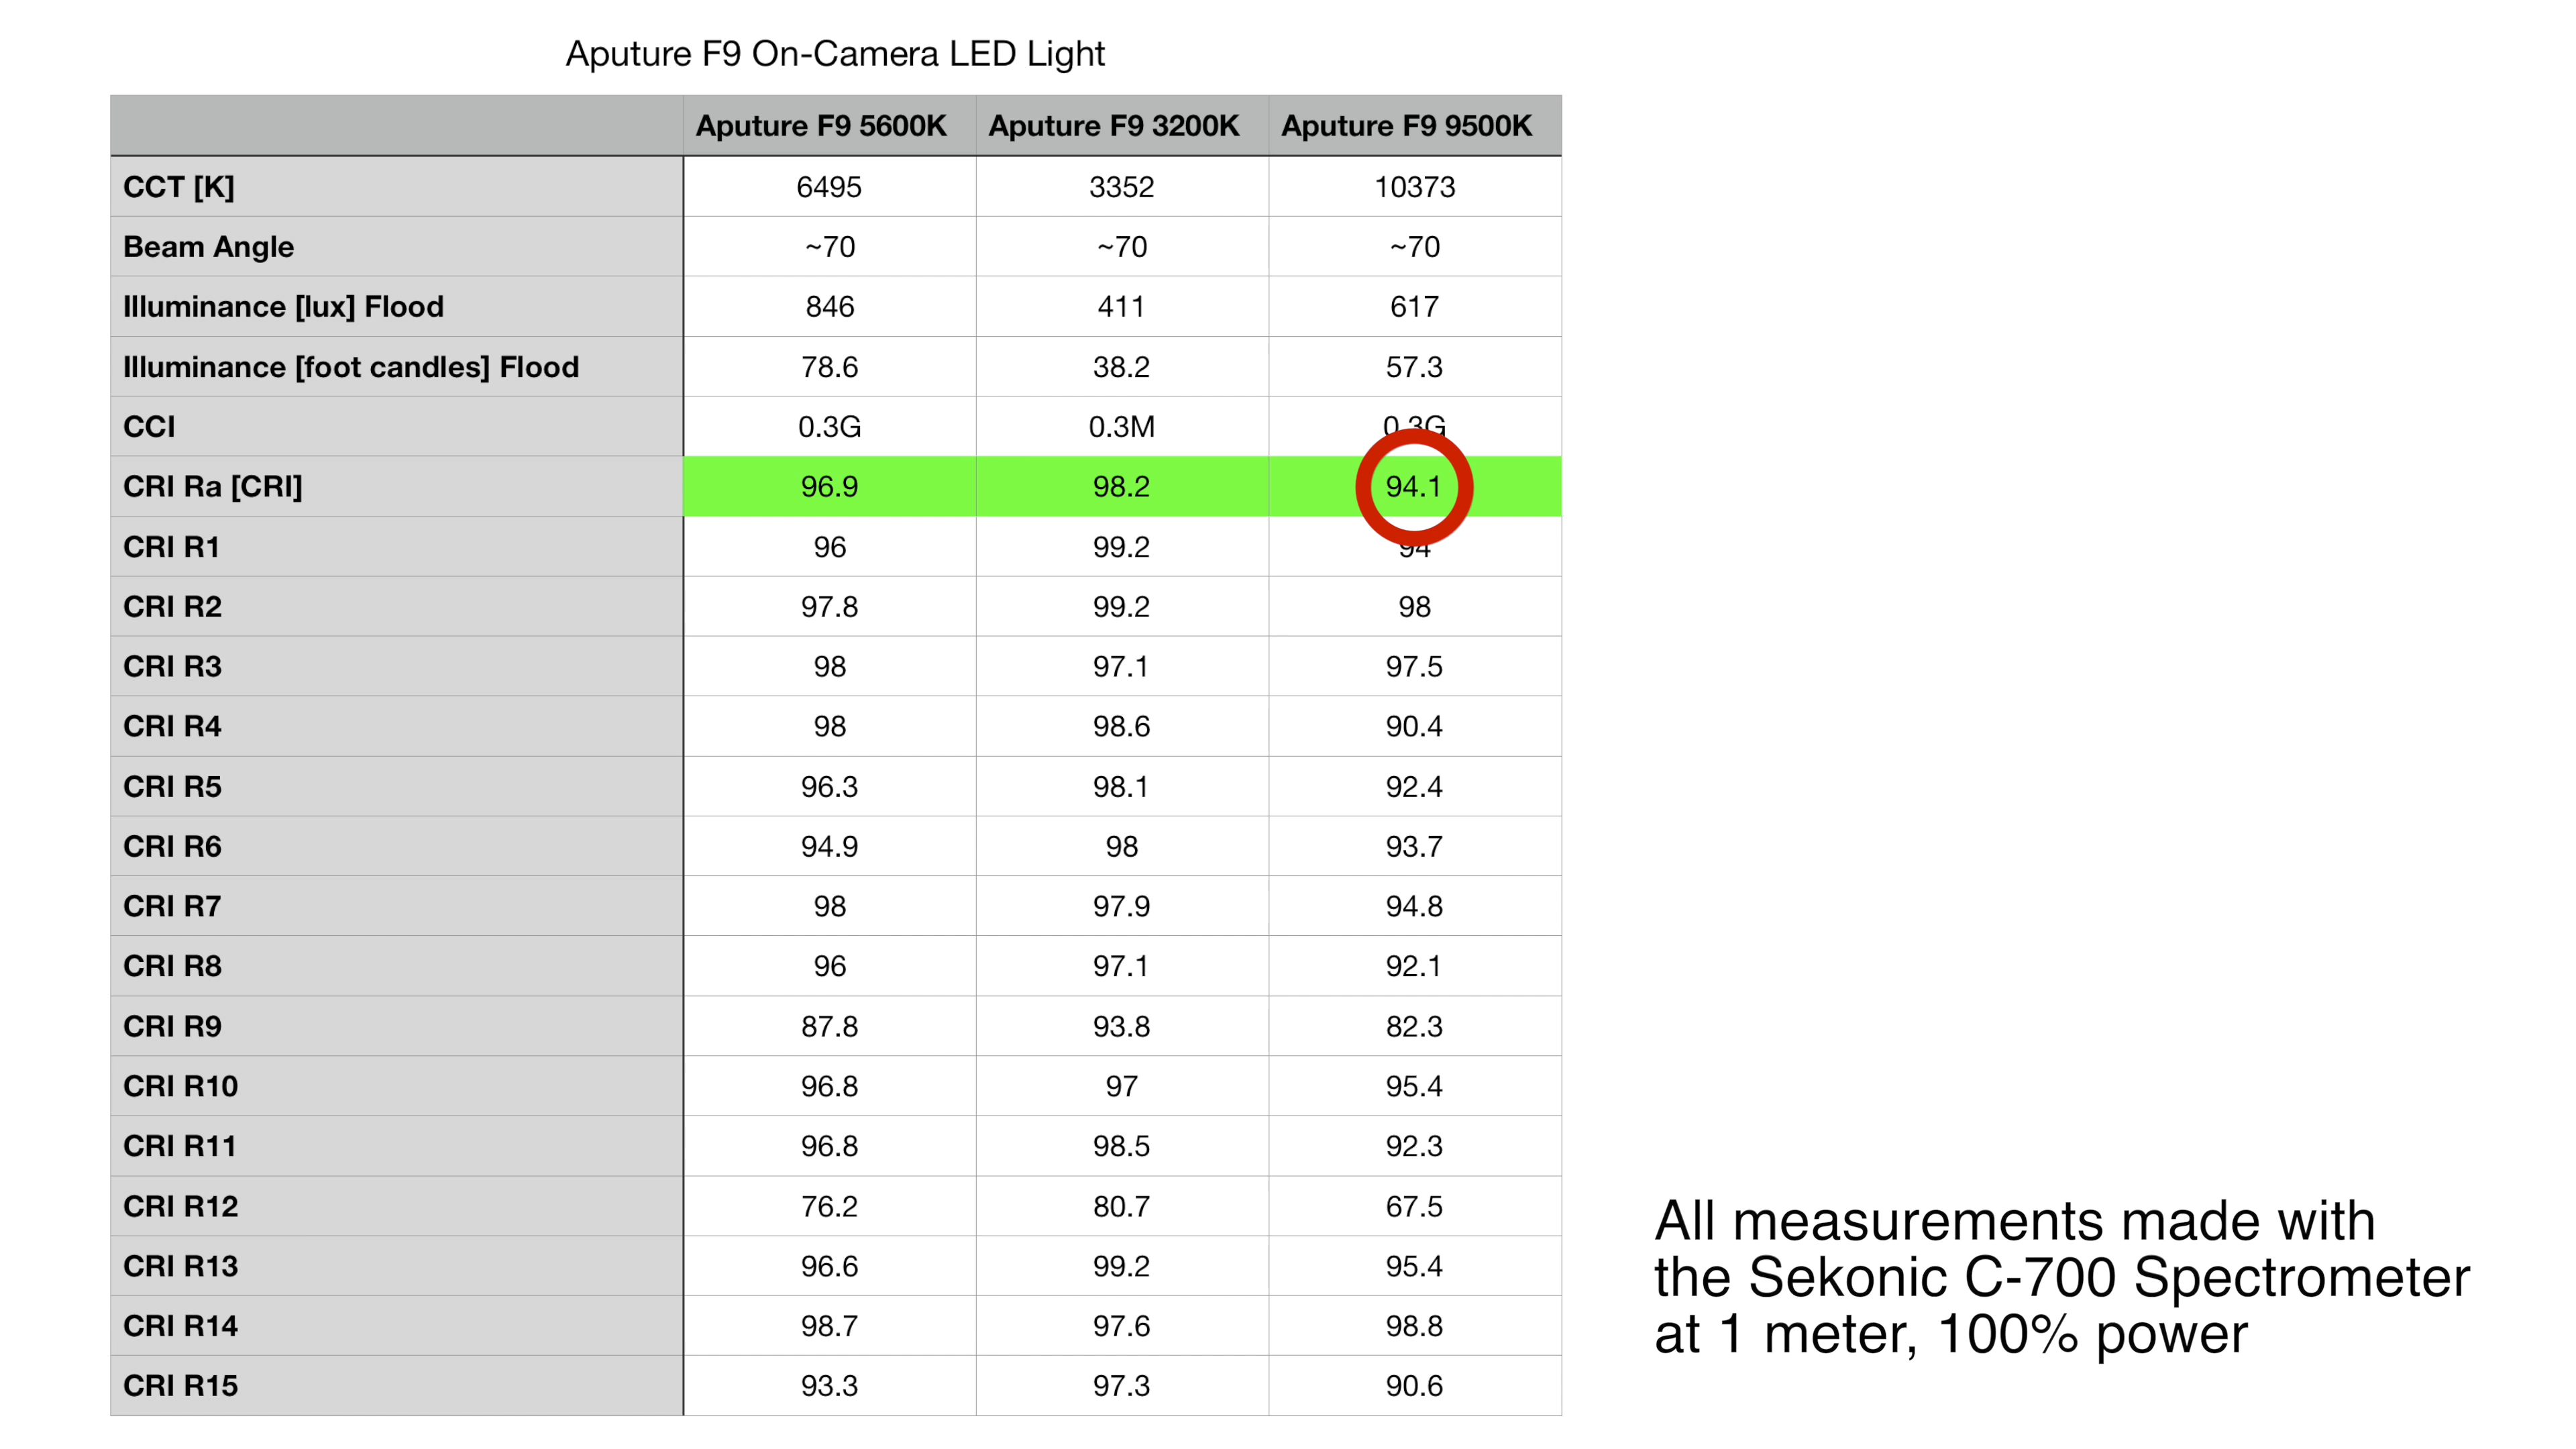 Aputure F9 On-Camera LED Light
Aputure F9 5600K Aputure F9 3200K Aputure F9 9500K
CCT [K] 6495 3352 10373
Beam Angle ~70 ~70 ~70
Illuminance [lux] Flood 846 411 617
Illuminance [foot candles] Flood 78.6 38.2 57.3
CCI 0.3G 0.3M 0.3G
CRI Ra [CRI] 96.9 98.2 94.1
CRI R1 96 99.2 94
CRI R2 97.8 99.2 98
CRI R3 98 97.1 97.5
CRI R4 98 98.6 90.4
CRI R5 96.3 98.1 92.4
CRI R6 94.9 98 93.7
CRI R7 98 97.9 94.8
CRI R8 96 97.1 92.1
CRI R9 87.8 93.8 82.3
CRI R10 96.8 97 95.4
CRI R11 96.8 98.5 92.3
CRI R12 76.2 80.7 67.5
CRI R13 96.6 99.2 95.4
CRI R14 98.7 97.6 98.8
CRI R15 93.3 97.3 90.6
All measurements made with
the Sekonic C-700 Spectrometer
at 1 meter, 100% power